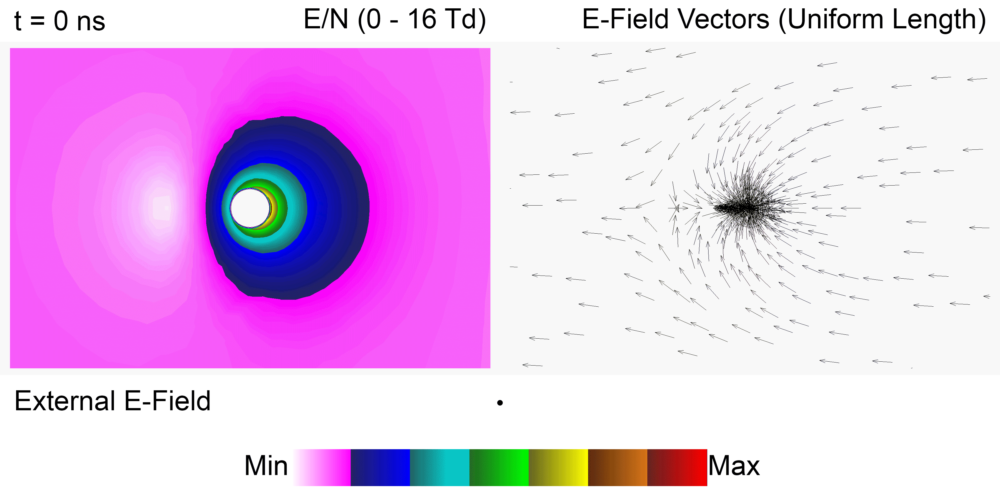 t = 0 ns
E/N (0 - 16 Td)
E-Field Vectors (Uniform Length)
External E-Field
Min
Max